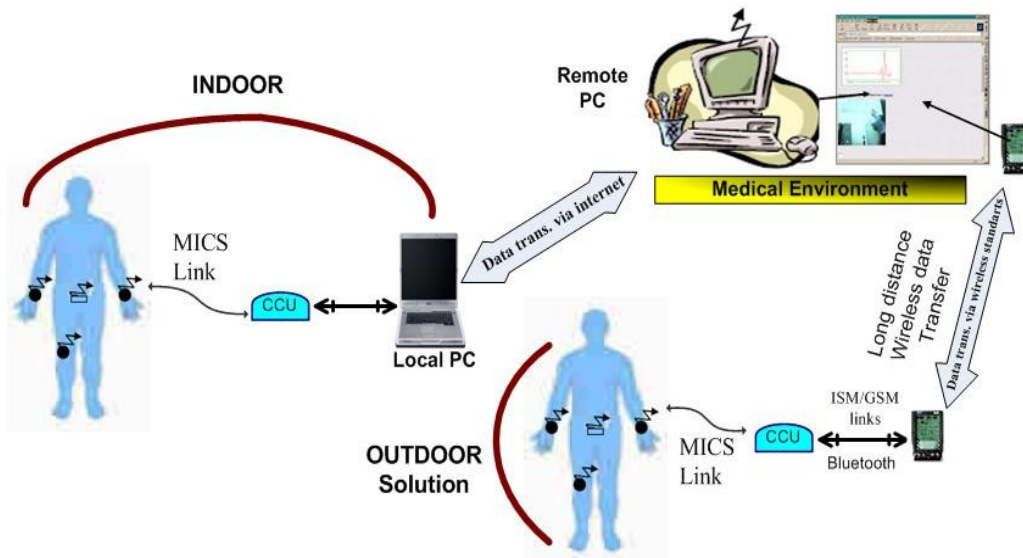 INDOOR
Remote
PC
Medical Environment
Data trans. via internet
MICS
Link
CCU
Local PC
Long distance
Wireless data
Transfer
Data trans. via wireless standarts
OUTDOOR
Solution
MICS
Link
CCU
ISM/GSM
links
Bluetooth